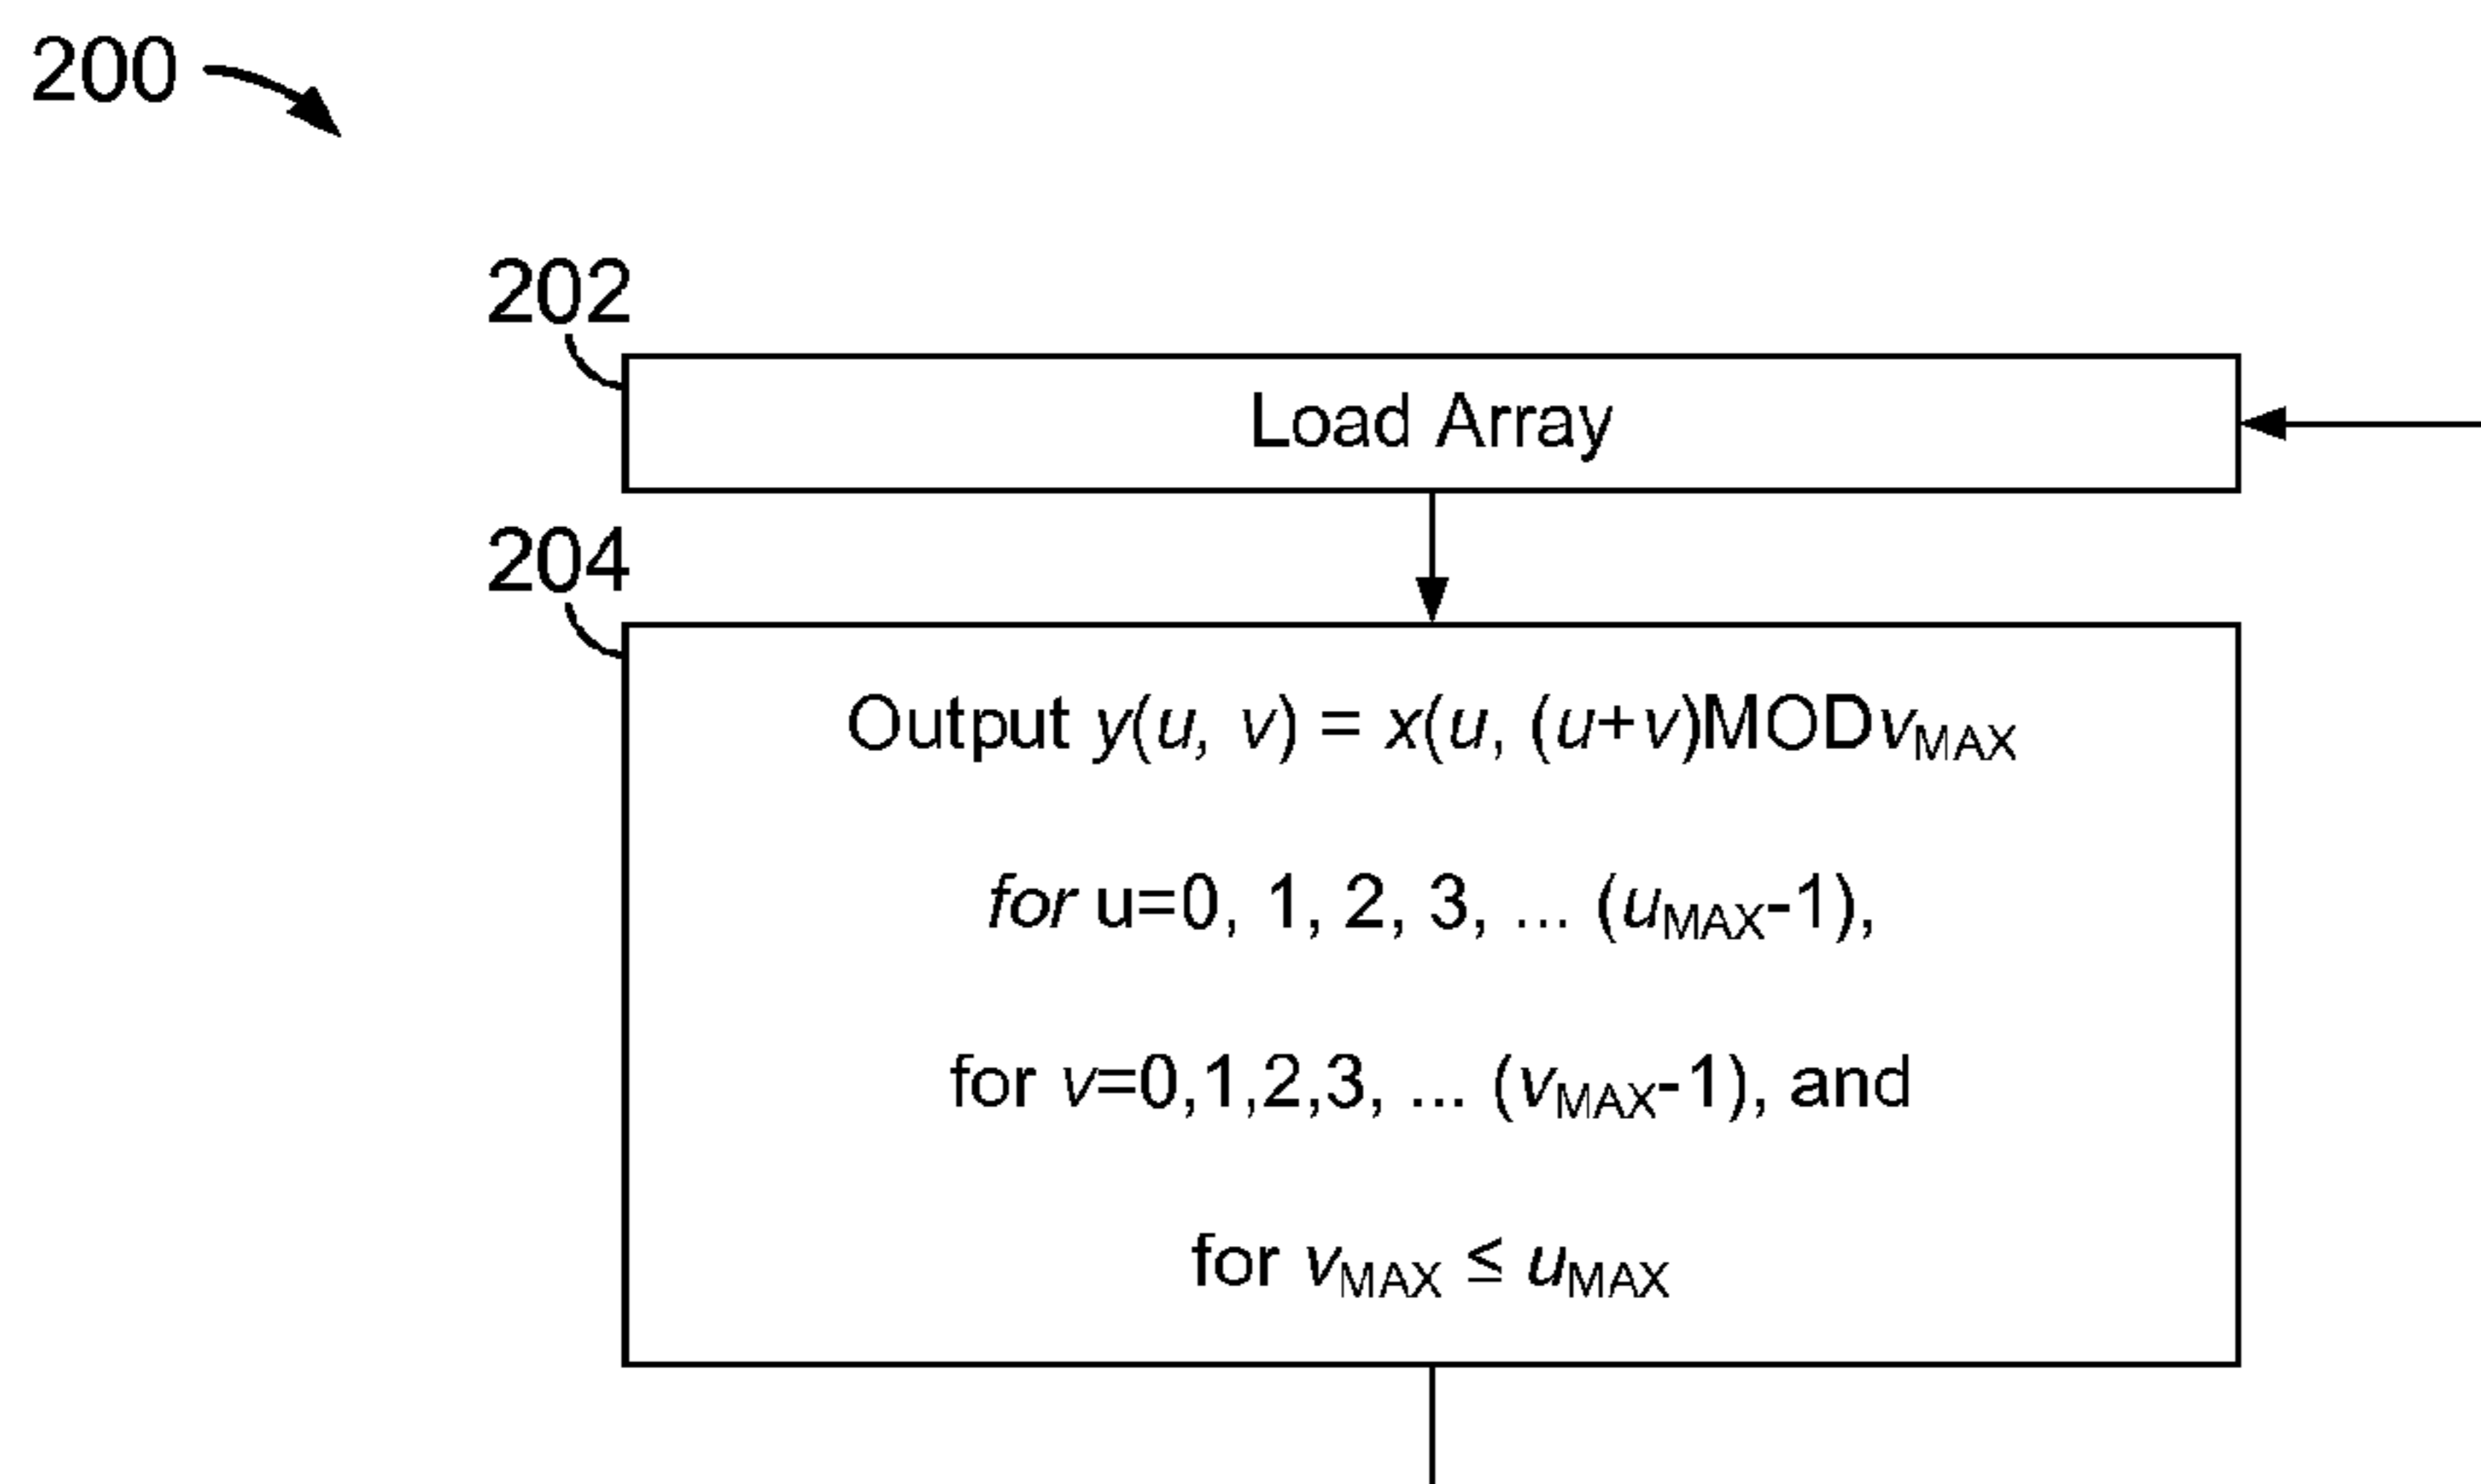 200
202
Load Array
204
Output y(u, v) = x(u, (u+v)MODvMAX
for u=0, 1, 2, 3, ... (uMAX-1),
for v=0,1,2,3, ... (vMAX-1), and
for vMAX ≤ uMAX